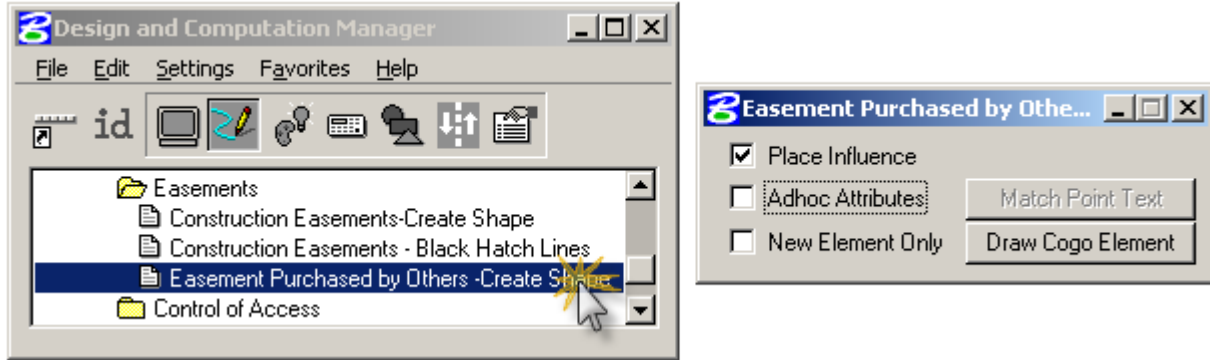 Design and Computation Manager
File Edit Settings Favorites Help
id
Easements
Construction Easements-Create Shape
Construction Easements - Black Hatch Lines
Easement Purchased by Others -Create Shape
Control of Access
Easement Purchased by Othe...
Place Influence
Adhoc Attributes Match Point Text
New Element Only Draw Cogo Element